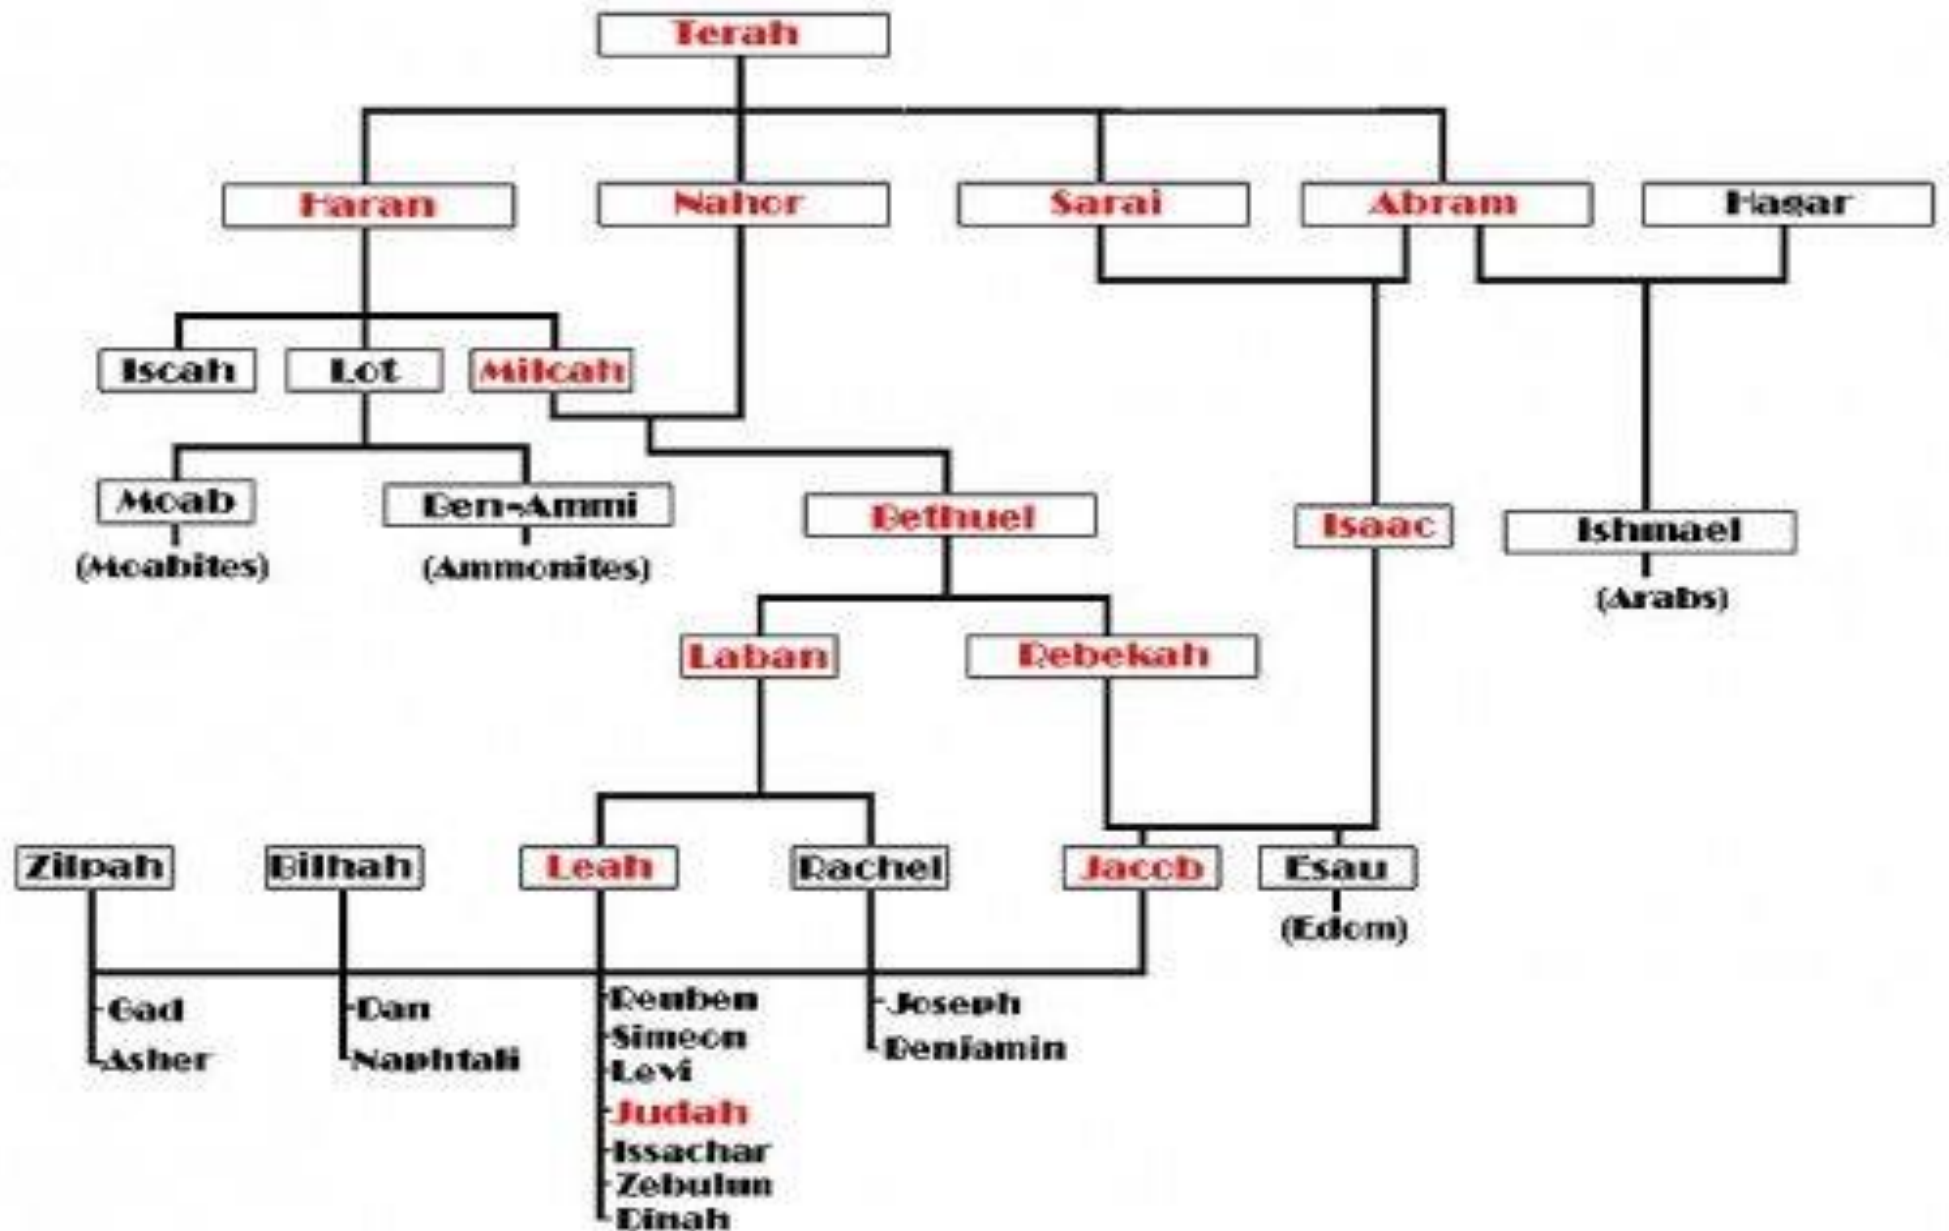 Terah
Haran Nahor Sarai Abram Hagar
Iscah Lot Milcah
Moab Ben-Ammi Bethuel Isaac Ishmael
(Moabites) (Ammonites) (Arabs)
Laban Rebekah
Zilpah Bilhah Leah Rachel Jacob Esau
(Edom)
Gad Dan Reuben Joseph
Simeon
Asher Naphtali Levi Benjamin
Judah
Issachar
Zebulun
Dinah